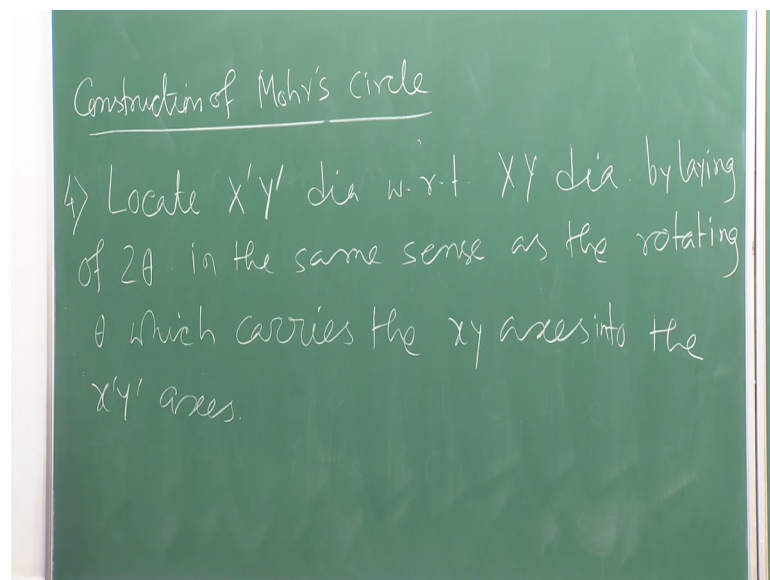 Construction of Mohr's Circle
4) Locate X'Y' dia w.r.t. XY dia. by laying
of 2θ in the same sense as the rotating
θ which carries the xy axes into the
x'y' axes.